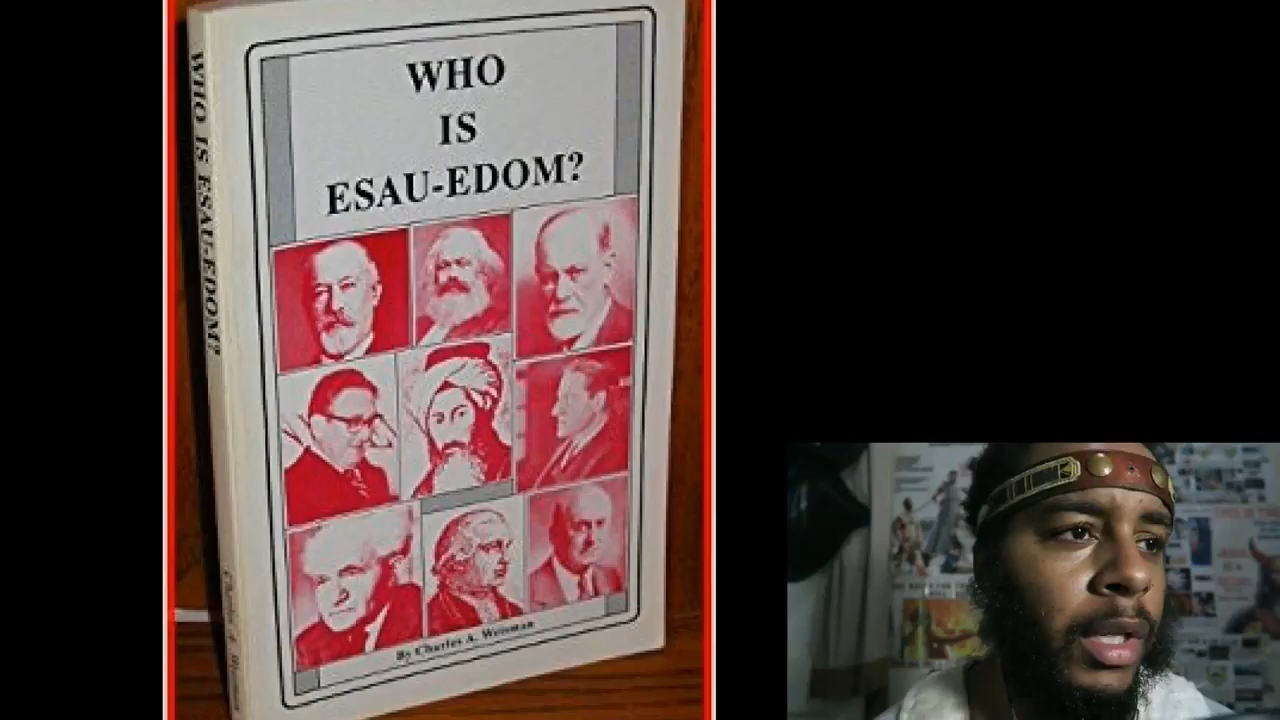 WHO
IS
ESAU-EDOM?
By Charles A. Weisman
WHO IS ESAU-EDOM?